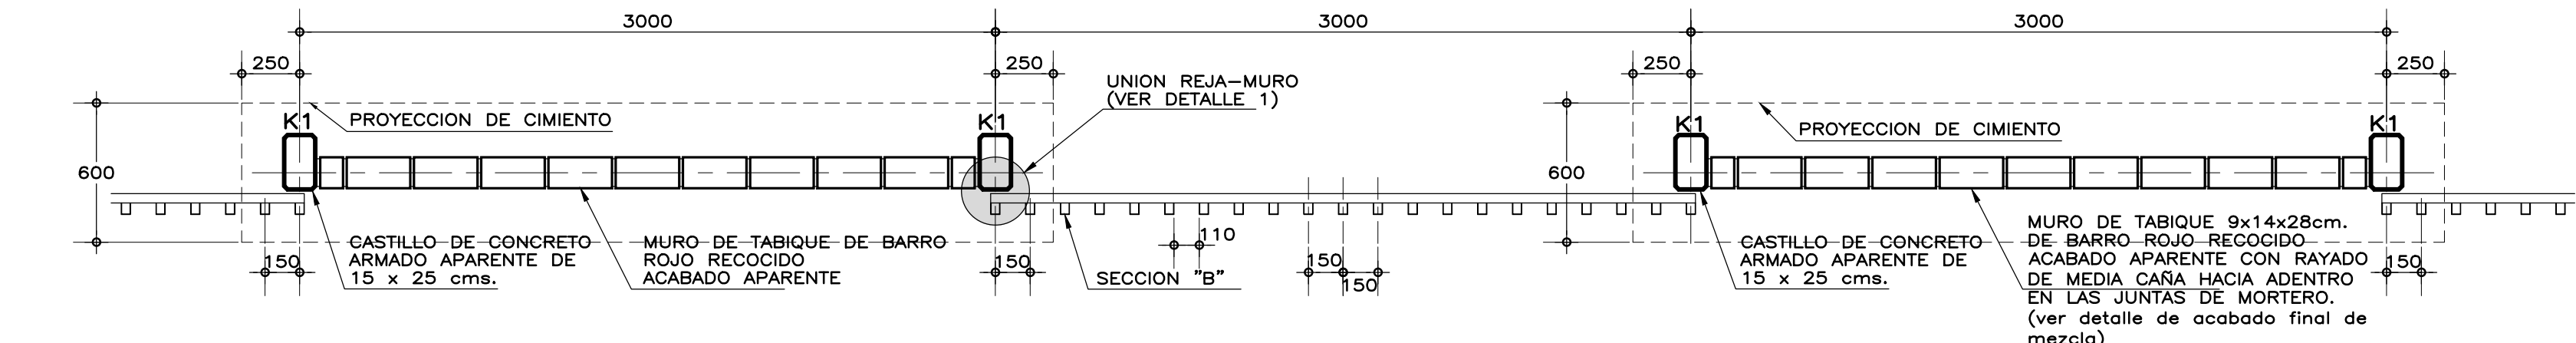 3000
3000
3000
250
250
250
250
UNION REJA-MURO
(VER DETALLE 1)
PROYECCION DE CIMIENTO
PROYECCION DE CIMIENTO
K1
K1
K1
K1
600
600
CASTILLO DE CONCRETO
ARMADO APARENTE DE
15 x 25 cms.
MURO DE TABIQUE DE BARRO
ROJO RECOCIDO
ACABADO APARENTE
110
SECCION "B"
150
150
150
150
CASTILLO DE CONCRETO
ARMADO APARENTE DE
15 x 25 cms.
MURO DE TABIQUE 9x14x28cm.
DE BARRO ROJO RECOCIDO
ACABADO APARENTE CON RAYADO
DE MEDIA CAÑA HACIA ADENTRO
EN LAS JUNTAS DE MORTERO.
(ver detalle de acabado final de
mezcla)
150